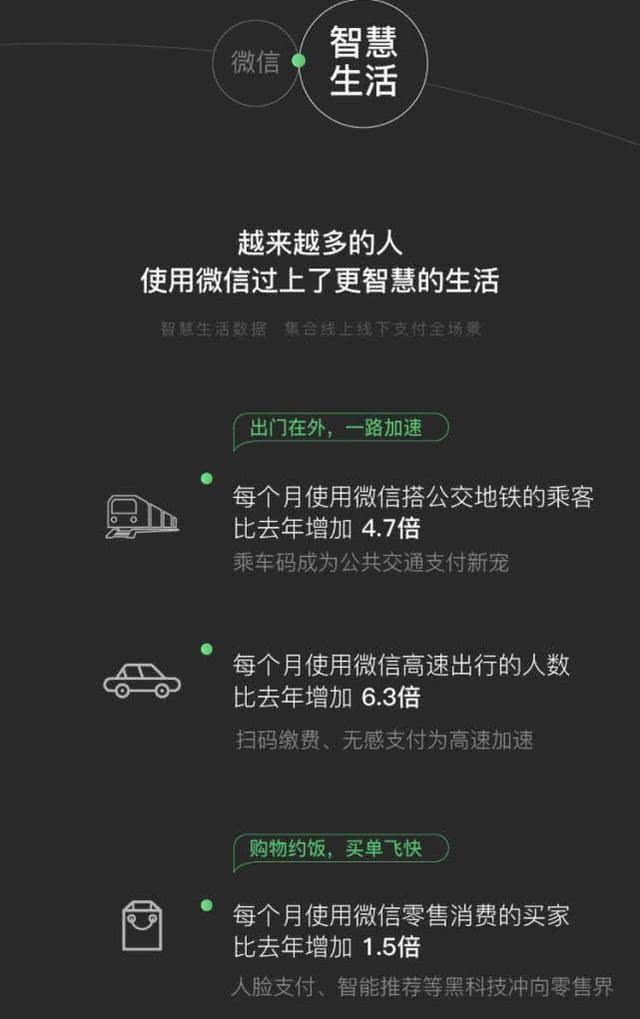 微信
智慧
生活
越来越多的人
使用微信过上了更智慧的生活
智慧生活数据 集合线上线下支付全场景
出门在外，一路加速
每个月使用微信搭公交地铁的乘客
比去年增加 4.7倍
乘车码成为公共交通支付新宠
每个月使用微信高速出行的人数
比去年增加 6.3倍
扫码缴费、无感支付为高速加速
购物约饭，买单飞快
每个月使用微信零售消费的买家
比去年增加 1.5倍
人脸支付、智能推荐等黑科技冲向零售界